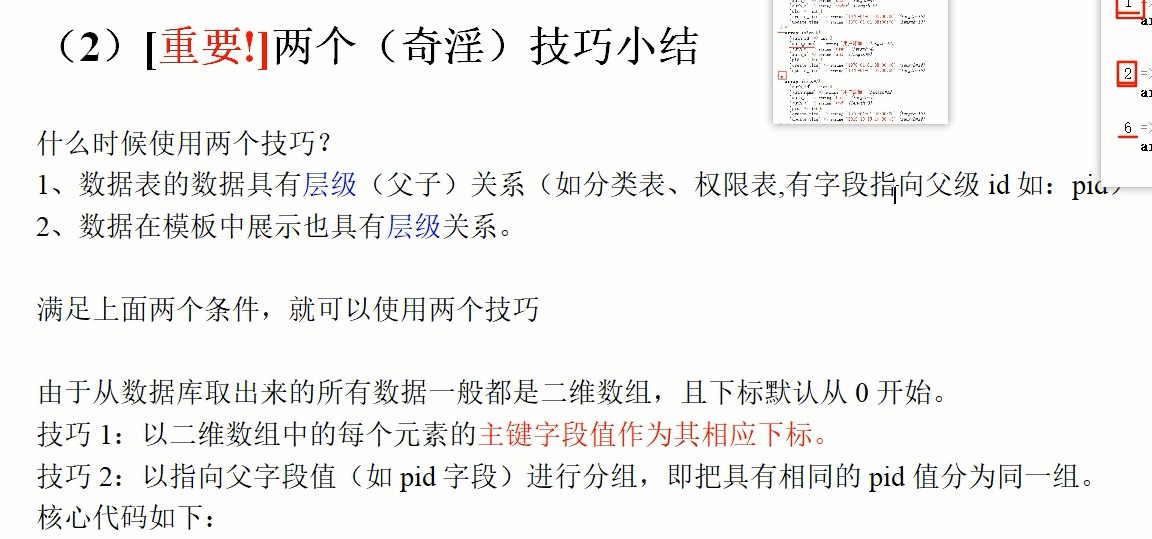 （2）[重要!]两个（奇淫）技巧小结
什么时候使用两个技巧？
1、数据表的数据具有层级（父子）关系（如分类表、权限表,有字段指向父级 id 如：pid）
2、数据在模板中展示也具有层级关系。
满足上面两个条件，就可以使用两个技巧
由于从数据库取出来的所有数据一般都是二维数组，且下标默认从 0 开始。
技巧 1：以二维数组中的每个元素的主键字段值作为其相应下标。
技巧 2：以指向父字段值（如 pid 字段）进行分组，即把具有相同的 pid 值分为同一组。
核心代码如下：
1
2 =>
6 =>